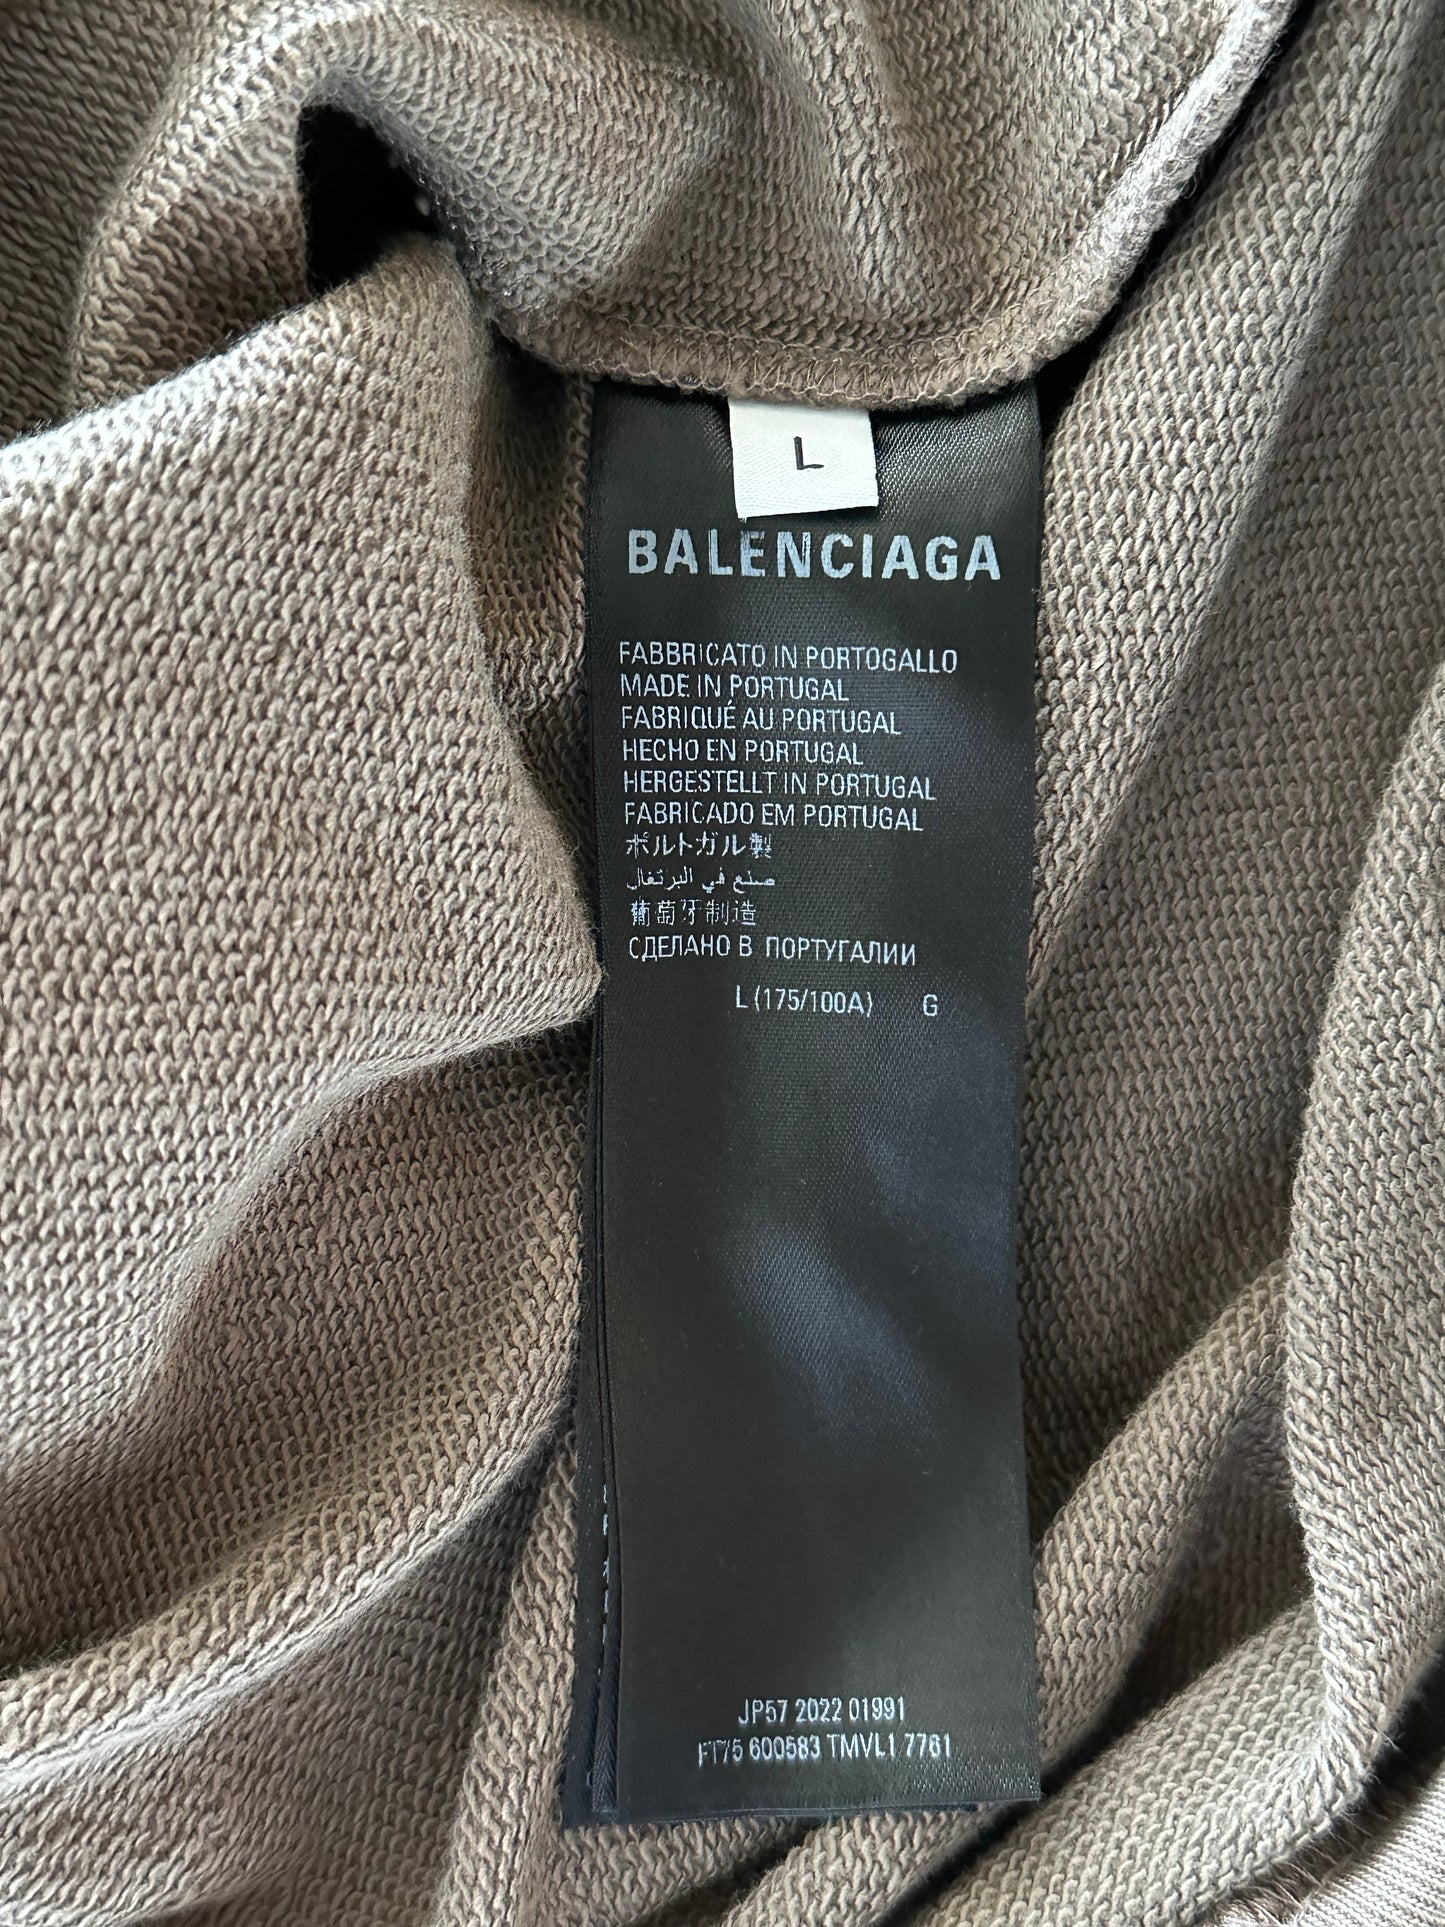 L
BALENCIAGA
FABBRICATO IN PORTOGALLO
MADE IN PORTUGAL
FABRIQUÉ AU PORTUGAL
HECHO EN PORTUGAL
HERGESTELLT IN PORTUGAL
FABRICADO EM PORTUGAL
ポルトガル製
صنع في البرتغال
葡萄牙制造
СДЕЛАНО В ПОРТУГАЛИИ
L (175/100A) G
JP57 2022 01991
FT75 600583 TMVL1 7761